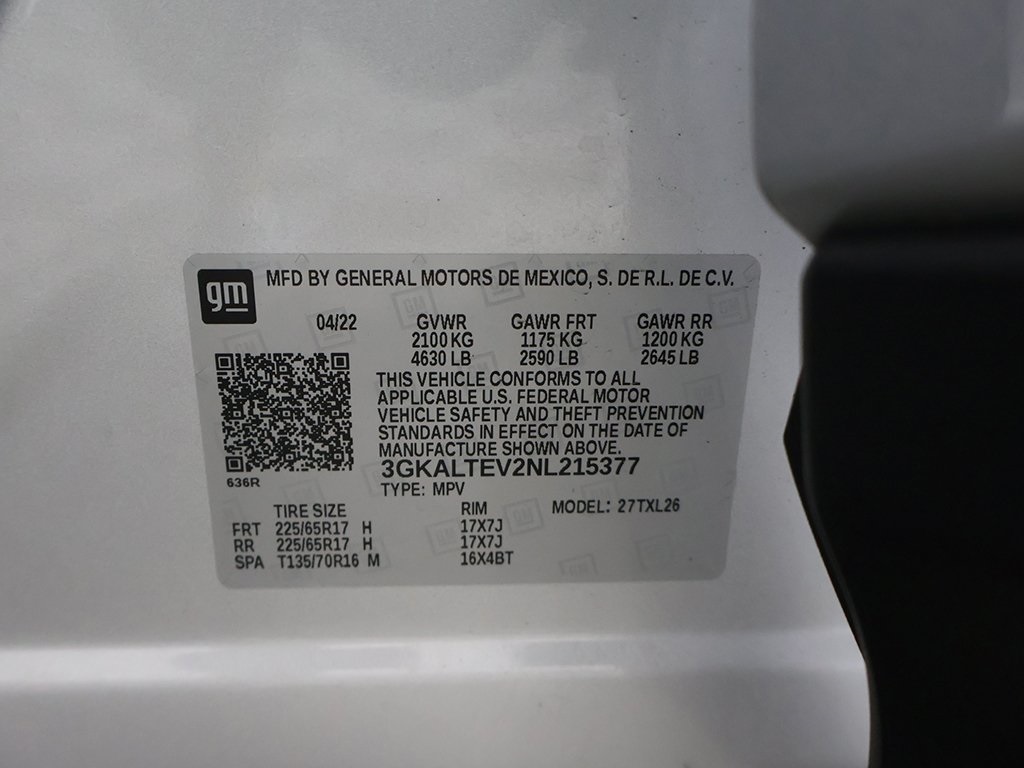 gm MFD BY GENERAL MOTORS DE MEXICO, S. DE R.L. DE C.V.
04/22 GVWR GAWR FRT GAWR RR
2100 KG 1175 KG 1200 KG
4630 LB 2590 LB 2645 LB
THIS VEHICLE CONFORMS TO ALL
APPLICABLE U.S. FEDERAL MOTOR
VEHICLE SAFETY AND THEFT PREVENTION
STANDARDS IN EFFECT ON THE DATE OF
MANUFACTURE SHOWN ABOVE.
3GKALTEV2NL215377
636R
TYPE: MPV
TIRE SIZE RIM MODEL: 27TXL26
FRT 225/65R17 H 17X7J
RR 225/65R17 H 17X7J
SPA T135/70R16 M 16X4BT